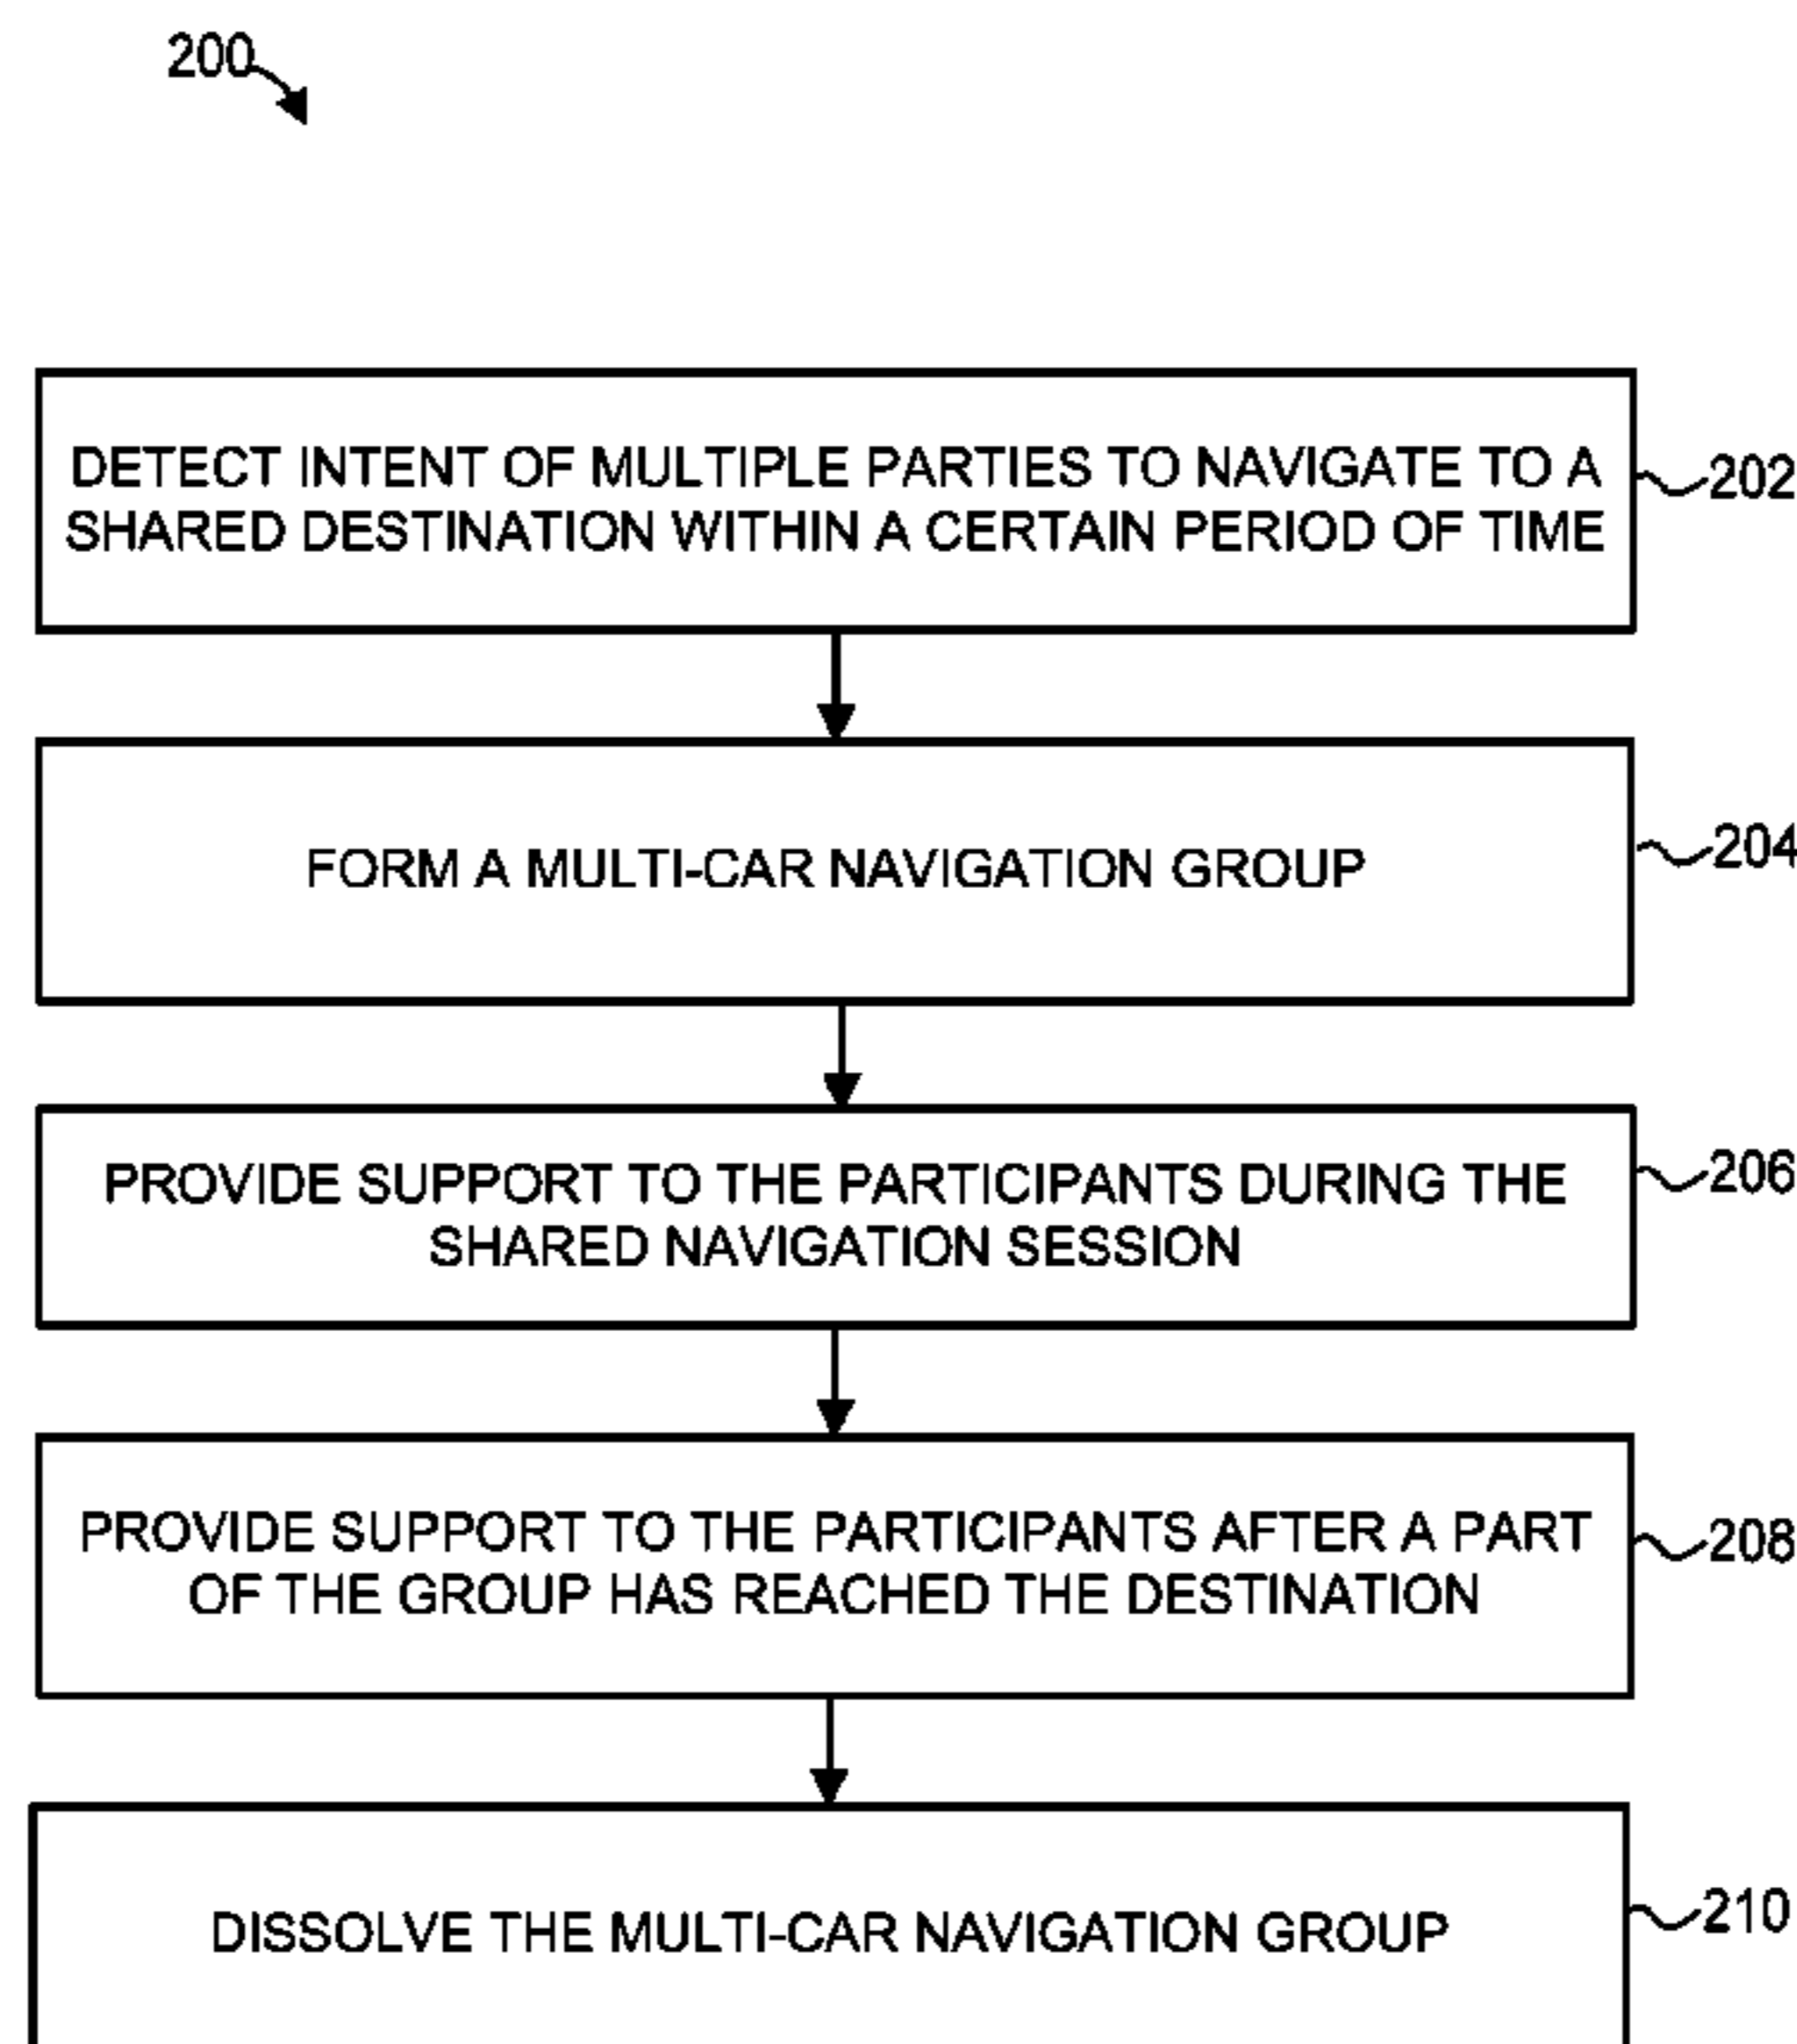 200
DETECT INTENT OF MULTIPLE PARTIES TO NAVIGATE TO A
SHARED DESTINATION WITHIN A CERTAIN PERIOD OF TIME
202
FORM A MULTI-CAR NAVIGATION GROUP
204
PROVIDE SUPPORT TO THE PARTICIPANTS DURING THE
SHARED NAVIGATION SESSION
206
PROVIDE SUPPORT TO THE PARTICIPANTS AFTER A PART
OF THE GROUP HAS REACHED THE DESTINATION
208
DISSOLVE THE MULTI-CAR NAVIGATION GROUP
210